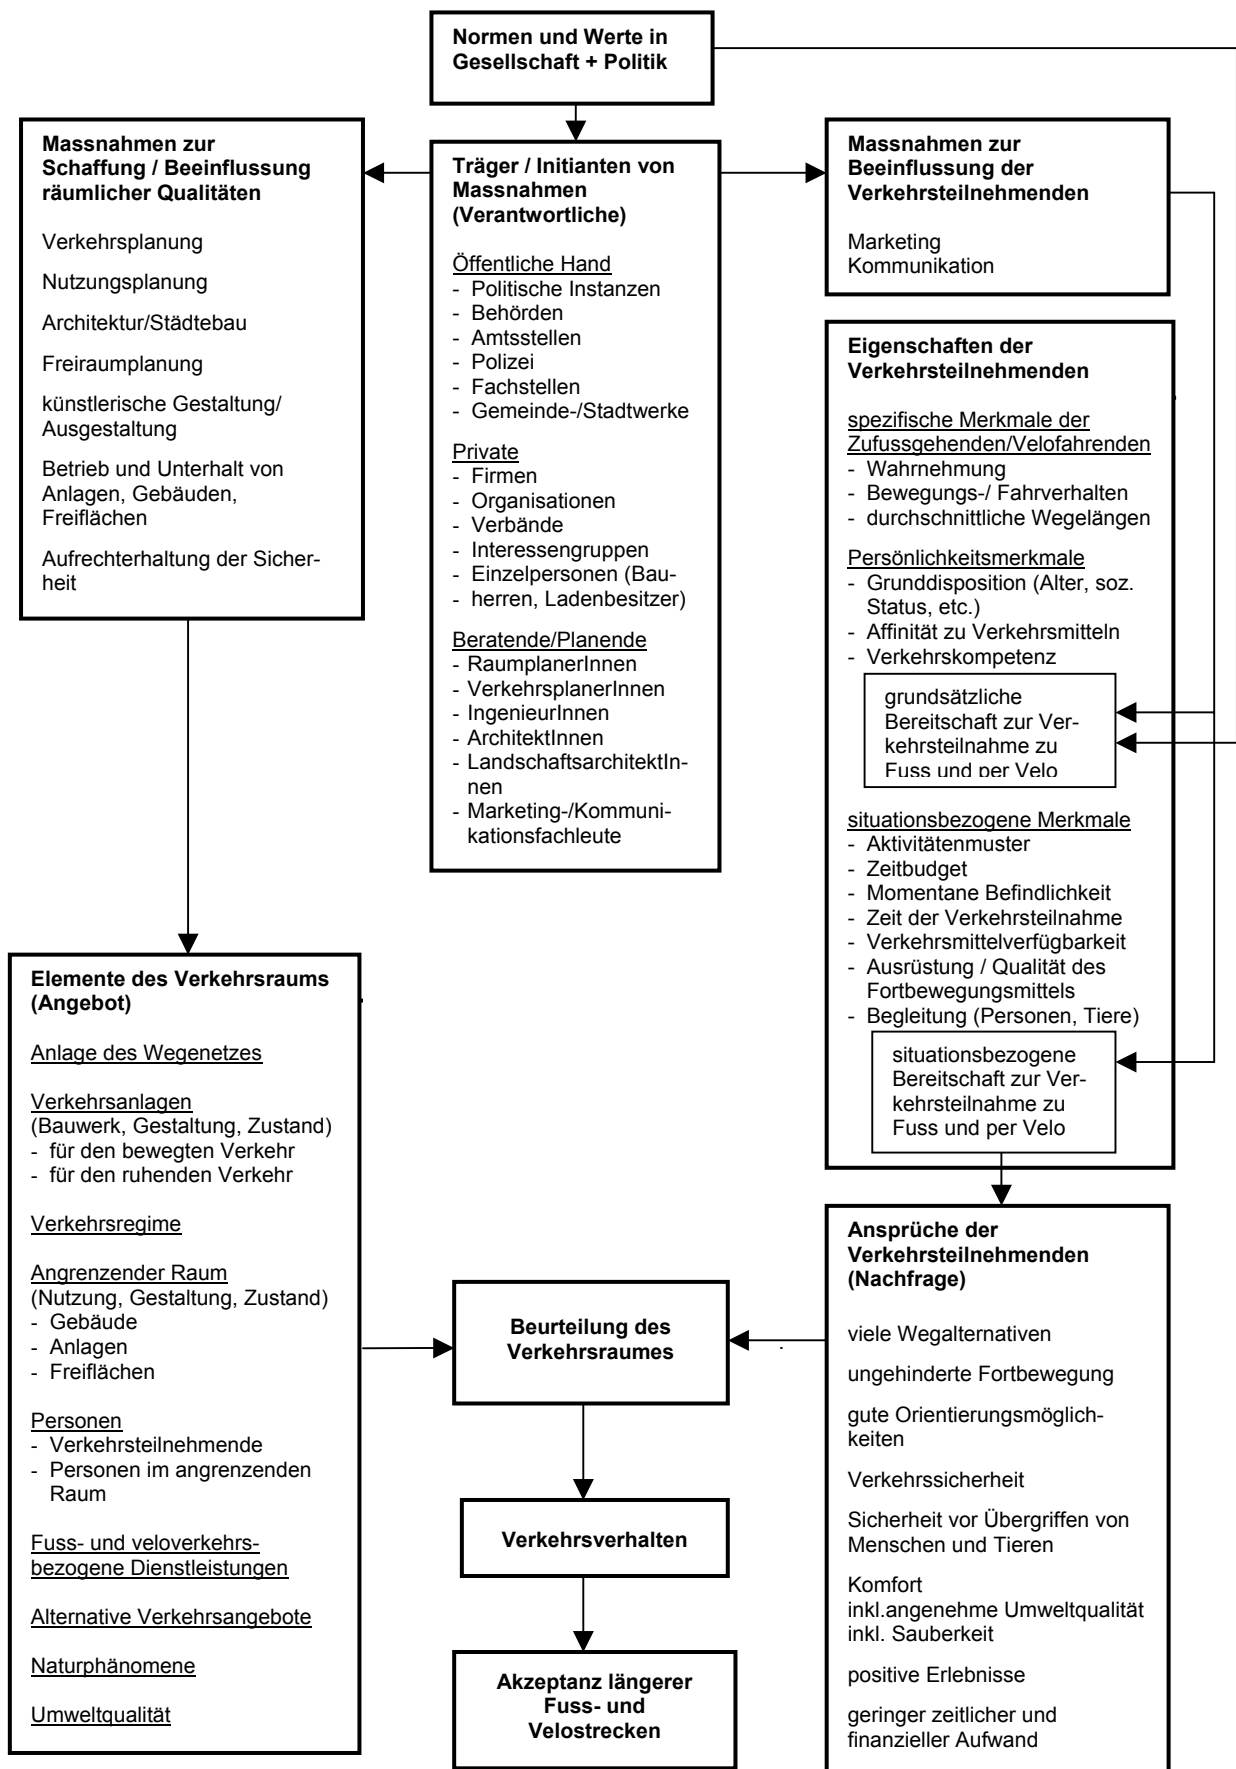 Normen und Werte in
Gesellschaft + Politik
Massnahmen zur
Schaffung / Beeinflussung
räumlicher Qualitäten
Verkehrsplanung
Nutzungsplanung
Architektur/Städtebau
Freiraumplanung
künstlerische Gestaltung/
Ausgestaltung
Betrieb und Unterhalt von
Anlagen, Gebäuden,
Freiflächen
Aufrechterhaltung der Sicher-
heit
Träger / Initianten von
Massnahmen
(Verantwortliche)
Öffentliche Hand
- Politische Instanzen
- Behörden
- Amtsstellen
- Polizei
- Fachstellen
- Gemeinde-/Stadtwerke
Private
- Firmen
- Organisationen
- Verbände
- Interessengruppen
- Einzelpersonen (Bau-
- herren, Ladenbesitzer)
Beratende/Planende
- RaumplanerInnen
- VerkehrsplanerInnen
- IngenieurInnen
- ArchitektInnen
- LandschaftsarchitektIn-
nen
- Marketing-/Kommuni-
kationsfachleute
Massnahmen zur
Beeinflussung der
Verkehrsteilnehmenden
Marketing
Kommunikation
Eigenschaften der
Verkehrsteilnehmenden
spezifische Merkmale der
Zufussgehenden/Velofahrenden
- Wahrnehmung
- Bewegungs-/ Fahrverhalten
- durchschnittliche Wegelängen
Persönlichkeitsmerkmale
- Grunddisposition (Alter, soz.
Status, etc.)
- Affinität zu Verkehrsmitteln
- Verkehrskompetenz
grundsätzliche
Bereitschaft zur Ver-
kehrsteilnahme zu
Fuss und per Velo
situationsbezogene Merkmale
- Aktivitätenmuster
- Zeitbudget
- Momentane Befindlichkeit
- Zeit der Verkehrsteilnahme
- Verkehrsmittelverfügbarkeit
- Ausrüstung / Qualität des
Fortbewegungsmittels
- Begleitung (Personen, Tiere)
situationsbezogene
Bereitschaft zur Ver-
kehrsteilnahme zu
Fuss und per Velo
Elemente des Verkehrsraums
(Angebot)
Anlage des Wegenetzes
Verkehrsanlagen
(Bauwerk, Gestaltung, Zustand)
- für den bewegten Verkehr
- für den ruhenden Verkehr
Verkehrsregime
Angrenzender Raum
(Nutzung, Gestaltung, Zustand)
- Gebäude
- Anlagen
- Freiflächen
Personen
- Verkehrsteilnehmende
- Personen im angrenzenden
Raum
Fuss- und veloverkehrs-
bezogene Dienstleistungen
Alternative Verkehrsangebote
Naturphänomene
Umweltqualität
Beurteilung des
Verkehrsraumes
Verkehrsverhalten
Akzeptanz längerer
Fuss- und
Velostrecken
Ansprüche der
Verkehrsteilnehmenden
(Nachfrage)
viele Wegalternativen
ungehinderte Fortbewegung
gute Orientierungsmöglich-
keiten
Verkehrssicherheit
Sicherheit vor Übergriffen von
Menschen und Tieren
Komfort
inkl.angenehme Umweltqualität
inkl. Sauberkeit
positive Erlebnisse
geringer zeitlicher und
finanzieller Aufwand